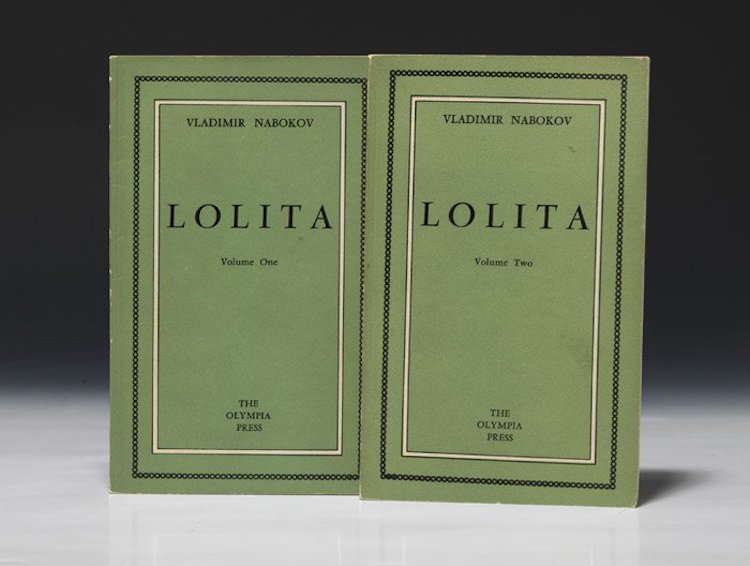 VLADIMIR NABOKOV
LOLITA
Volume One
THE
OLYMPIA
PRESS
VLADIMIR NABOKOV
LOLITA
Volume Two
THE
OLYMPIA
PRESS